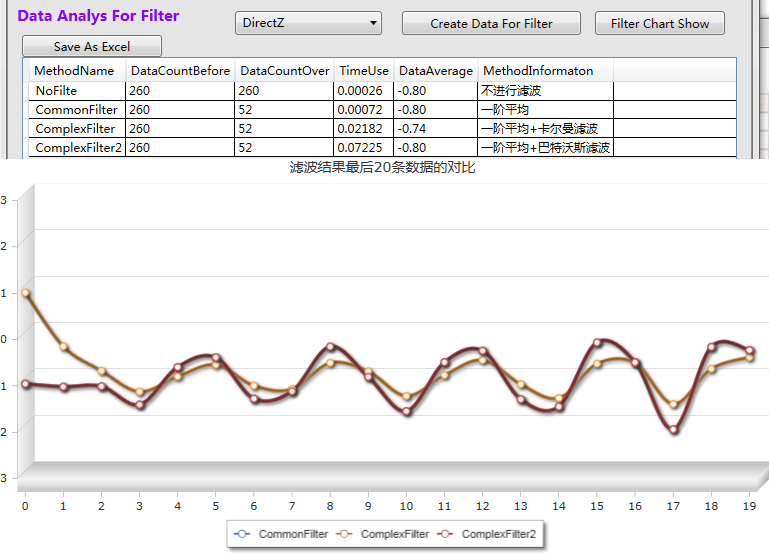 Data Analys For Filter
DirectZ
Create Data For Filter
Filter Chart Show
Save As Excel
MethodName DataCountBefore DataCountOver TimeUse DataAverage MethodInformaton
NoFilte 260 260 0.00026 -0.80 不进行滤波
CommonFilter 260 52 0.00072 -0.80 一阶平均
ComplexFilter 260 52 0.02182 -0.74 一阶平均+卡尔曼滤波
ComplexFilter2 260 52 0.07225 -0.80 一阶平均+巴特沃斯滤波
滤波结果最后20条数据的对比
3
2
1
0
1
2
3
0 1 2 3 4 5 6 7 8 9 10 11 12 13 14 15 16 17 18 19
CommonFilter ComplexFilter ComplexFilter2